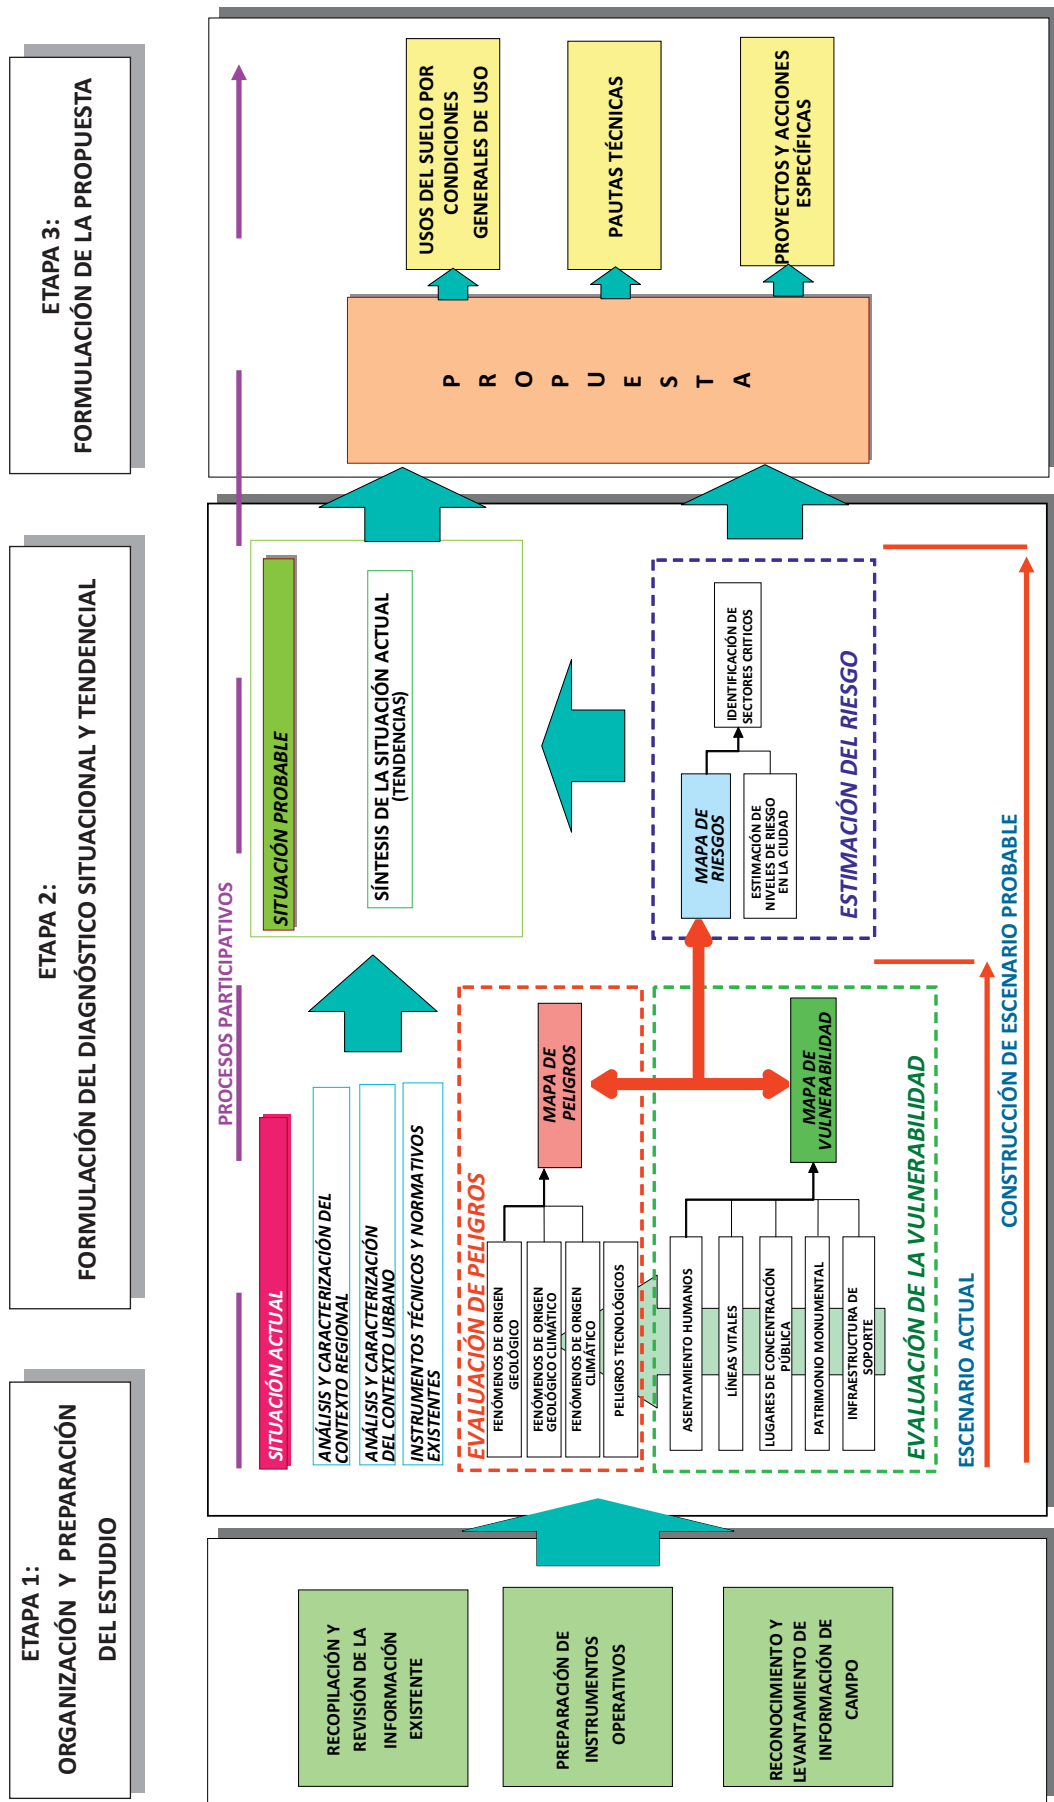 ETAPA 1:
ORGANIZACIÓN Y PREPARACIÓN
DEL ESTUDIO
ETAPA 2:
FORMULACIÓN DEL DIAGNÓSTICO SITUACIONAL Y TENDENCIAL
ETAPA 3:
FORMULACIÓN DE LA PROPUESTA
RECOPILACIÓN Y
REVISIÓN DE LA
INFORMACIÓN
EXISTENTE
PREPARACIÓN DE
INSTRUMENTOS
OPERATIVOS
RECONOCIMIENTO Y
LEVANTAMIENTO DE
INFORMACIÓN DE
CAMPO
PROCESOS PARTICIPATIVOS
SITUACIÓN ACTUAL
ANÁLISIS Y CARACTERIZACIÓN DEL
CONTEXTO REGIONAL
ANÁLISIS Y CARACTERIZACIÓN
DEL CONTEXTO URBANO
INSTRUMENTOS TÉCNICOS Y NORMATIVOS
EXISTENTES
EVALUACIÓN DE PELIGROS
FENÓMENOS DE ORIGEN
GEOLÓGICO
FENÓMENOS DE ORIGEN
GEOLÓGICO CLIMÁTICO
FENÓMENOS DE ORIGEN
CLIMÁTICO
PELIGROS TECNOLÓGICOS
MAPA DE
PELIGROS
ASENTAMIENTO HUMANOS
LÍNEAS VITALES
LUGARES DE CONCENTRACIÓN
PÚBLICA
PATRIMONIO MONUMENTAL
INFRAESTRUCTURA DE
SOPORTE
MAPA DE
VULNERABILIDAD
EVALUACIÓN DE LA VULNERABILIDAD
SITUACIÓN PROBABLE
SÍNTESIS DE LA SITUACIÓN ACTUAL
(TENDENCIAS)
MAPA DE
RIESGOS
ESTIMACIÓN DE
NIVELES DE RIESGO
EN LA CIUDAD
IDENTIFICACIÓN DE
SECTORES CRITICOS
ESTIMACIÓN DEL RIESGO
ESCENARIO ACTUAL
CONSTRUCCIÓN DE ESCENARIO PROBABLE
P
R
O
P
U
E
S
T
A
USOS DEL SUELO POR
CONDICIONES
GENERALES DE USO
PAUTAS TÉCNICAS
PROYECTOS Y ACCIONES
ESPECÍFICAS